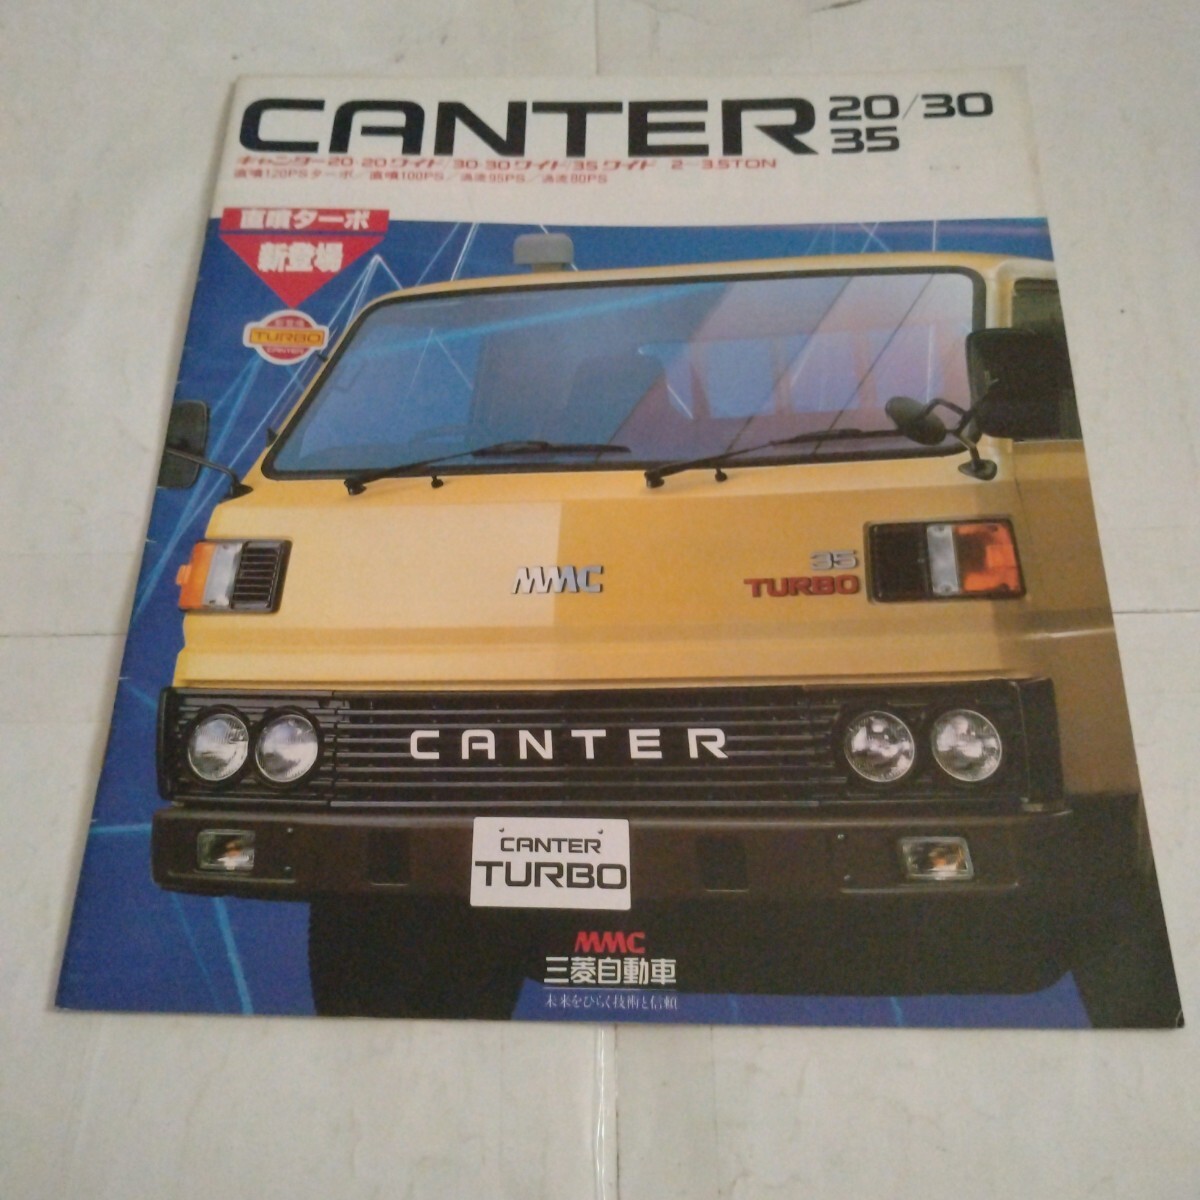 CANTER 20/30
35
キャンター20・20ワイド/30・30ワイド/35ワイド 2〜3.5TON
直噴120PSターボ/直噴100PS/渦流95PS/渦流80PS
直噴ターボ
新登場
TURBO
CANTER
MMC
35
TURBO
CANTER
CANTER
TURBO
MMC
三菱自動車
未来をひらく技術と信頼